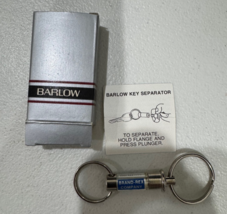 BARLOW
BARLOW KEY SEPARATOR
TO SEPARATE,
HOLD FLANGE AND
PRESS PLUNGER